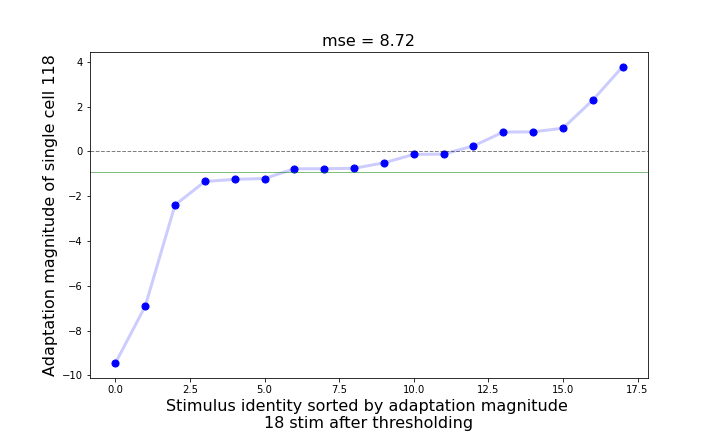 mse = 8.72
Adaptation magnitude of single cell 118
4
2
0
−2
−4
−6
−8
−10
0.0 2.5 5.0 7.5 10.0 12.5 15.0 17.5
Stimulus identity sorted by adaptation magnitude
18 stim after thresholding